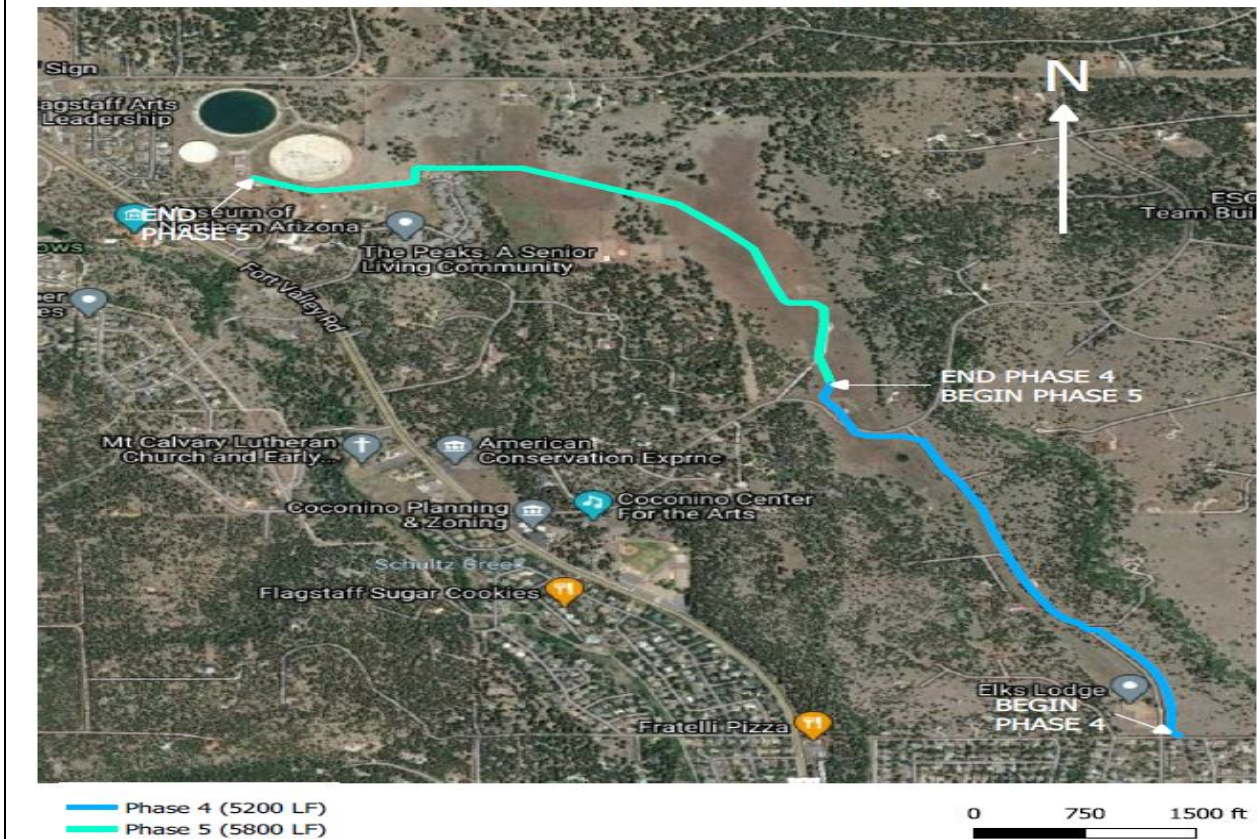 Sign
agstaff Arts
Leadership
N
ESC
Team Bui
END
PHASE 5
Museum of
Northern Arizona
ows
The Peaks, A Senior
Living Community
Fort Valley Rd
es
END PHASE 4
BEGIN PHASE 5
Mt Calvary Lutheran
Church and Early...
American
Conservation Exprnc
Coconino Planning
& Zoning
Coconino Center
For the Arts
Schultz Creek
Flagstaff Sugar Cookies
Elks Lodge
BEGIN
PHASE 4
Fratelli Pizza
Phase 4 (5200 LF)
Phase 5 (5800 LF)
0 750 1500 ft